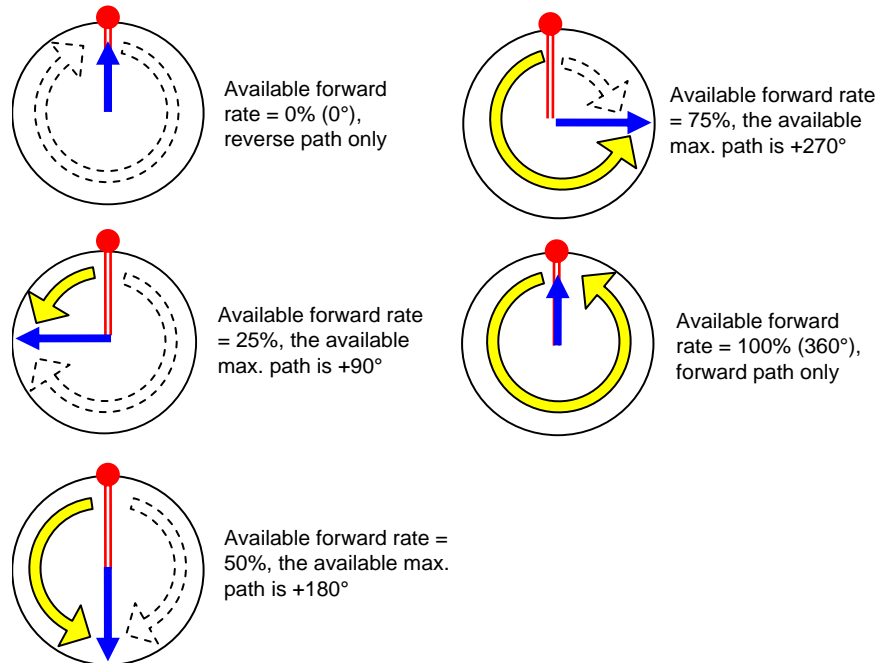 Available forward
rate = 0% (0°),
reverse path only
Available forward rate
= 75%, the available
max. path is +270°
Available forward rate
= 25%, the available
max. path is +90°
Available forward
rate = 100% (360°),
forward path only
Available forward rate =
50%, the available max.
path is +180°